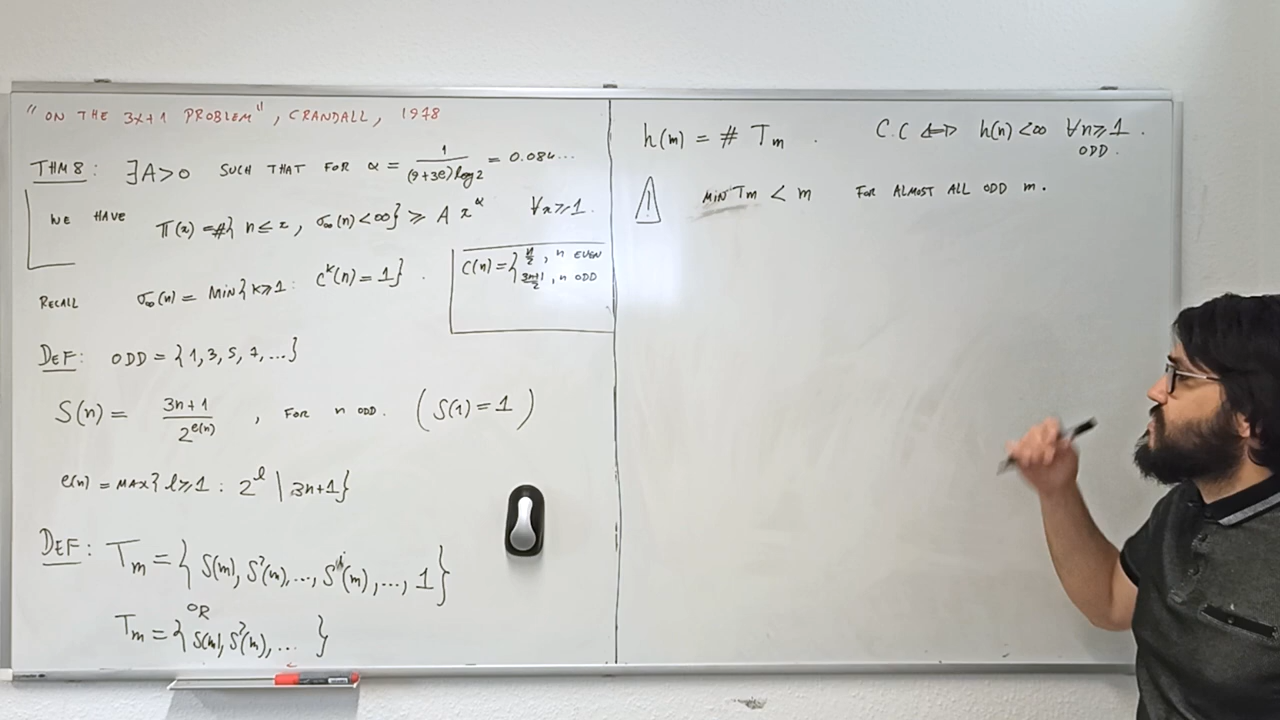 "ON THE 3x+1 PROBLEM", CRANDALL, 1978
THM 8: ∃A>0 SUCH THAT FOR α = 1/((9+3e)log2) = 0.084...
WE HAVE π(x) = #{n ≤ x, σ∞(n) < ∞} ≥ A x^α ∀x≥1.
RECALL σ∞(n) = MIN{k≥1: C^k(n)=1}.
C(n) = { n/2, n EVEN
(3n+1)/2, n ODD
DEF: ODD = {1,3,5,7,...}
S(n) = (3n+1)/2^e(n), FOR n ODD. (S(1)=1)
e(n) = MAX{l≥1: 2^l | 3n+1}
DEF: T_m = {S(m), S²(m),..., S^i(m),..., 1}
OR
T_m = {S(m), S²(m),... }
h(m) = # T_m. C.C ⟺ h(n)<∞ ∀n≥1.
ODD.
! MIN T_m < m FOR ALMOST ALL ODD m.